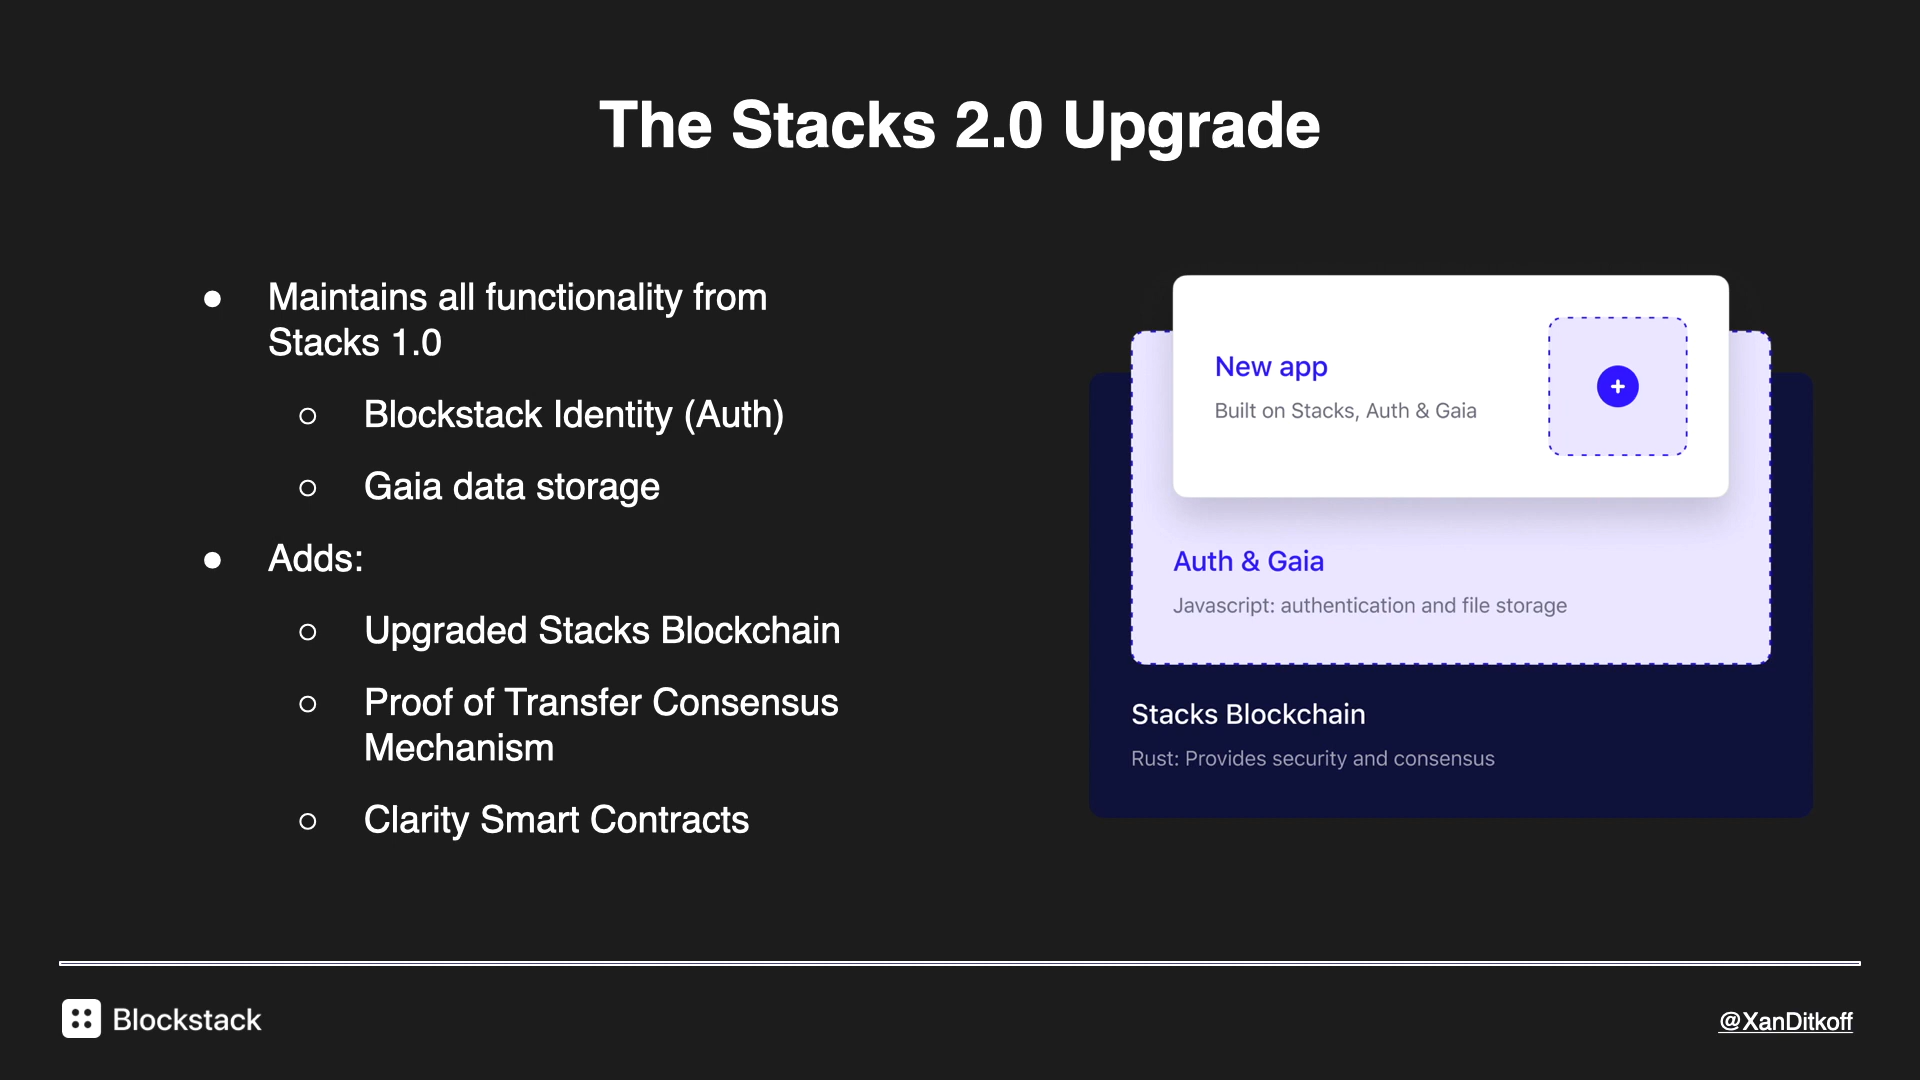 The Stacks 2.0 Upgrade
● Maintains all functionality from
Stacks 1.0
○ Blockstack Identity (Auth)
○ Gaia data storage
● Adds:
○ Upgraded Stacks Blockchain
○ Proof of Transfer Consensus
Mechanism
○ Clarity Smart Contracts
New app
Built on Stacks, Auth & Gaia
Auth & Gaia
Javascript: authentication and file storage
Stacks Blockchain
Rust: Provides security and consensus
Blockstack
@XanDitkoff